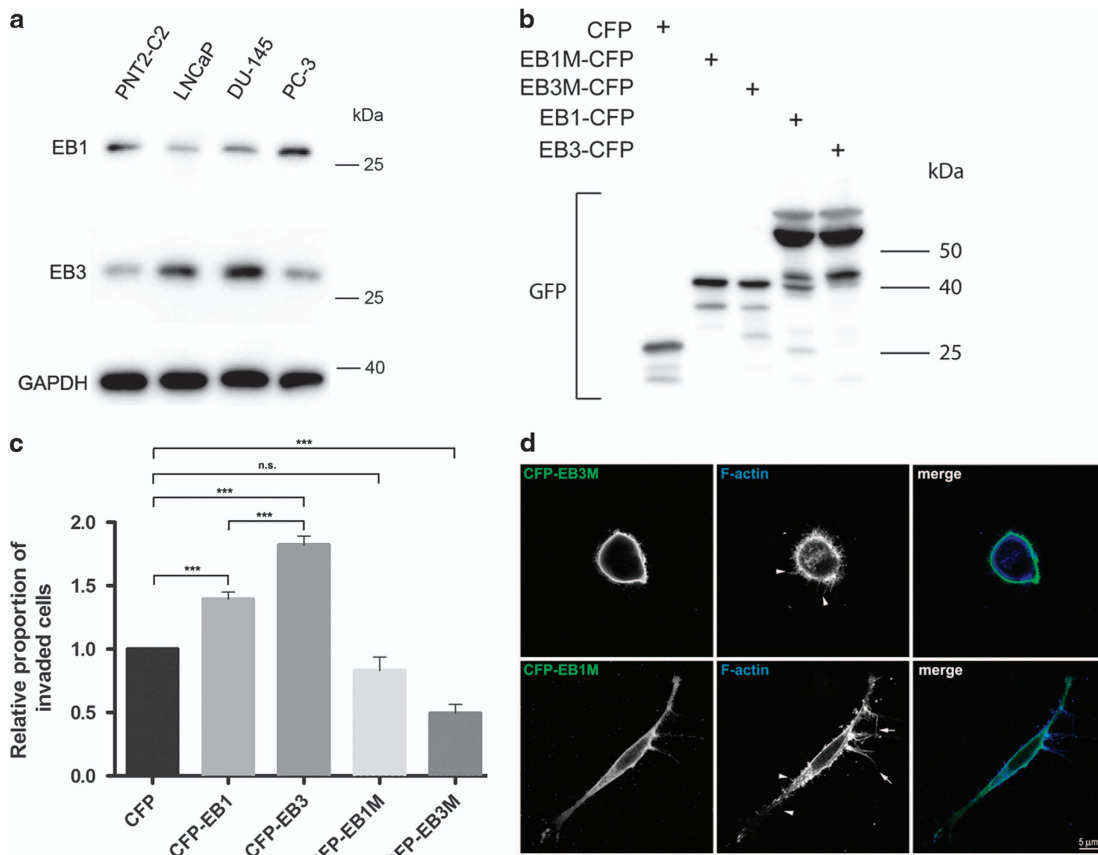 a
PNT2-C2
LNCaP
DU-145
PC-3
kDa
EB1
25
EB3
25
40
GAPDH
b
CFP +
EB1M-CFP +
EB3M-CFP +
EB1-CFP +
EB3-CFP +
kDa
50
GFP
40
25
c
***
n.s.
***
***
***
Relative proportion of
invaded cells
2.0
1.5
1.0
0.5
0.0
CFP
CFP-EB1
CFP-EB3
d
CFP-EB3M
F-actin
merge
CFP-EB1M
F-actin
merge
5 µm